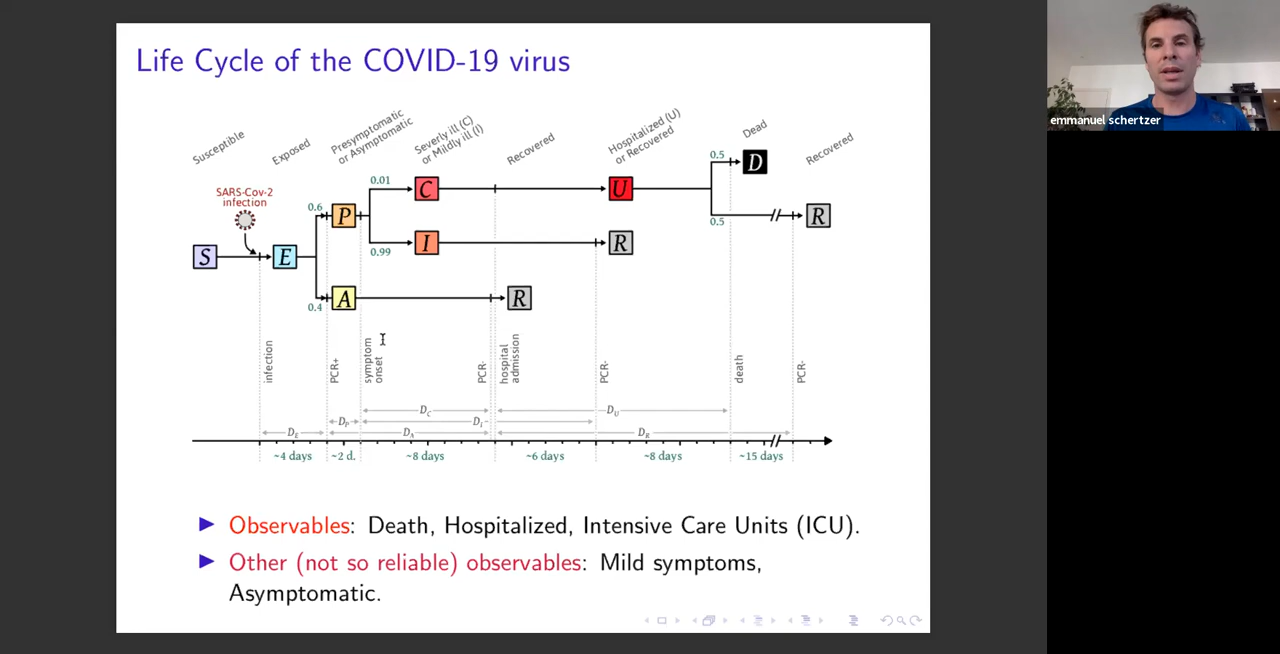 Life Cycle of the COVID-19 virus
emmanuel schertzer
Susceptible
Exposed
Presymptomatic
or Asymptomatic
Severly ill (C)
or Mildly ill (I)
Recovered
Hospitalized (U)
or Recovered
Dead
Recovered
SARS-Cov-2
infection
0.01
0.5
D
C
U
0.6
P
0.5
R
0.99
I
R
S
E
0.4
A
R
infection
PCR+
symptom
onset
PCR-
hospital
admission
PCR-
death
PCR-
D_C
D_U
D_P
D_I
D_E
D_A
D_R
~4 days
~2 d.
~8 days
~6 days
~8 days
~15 days
Observables: Death, Hospitalized, Intensive Care Units (ICU).
Other (not so reliable) observables: Mild symptoms,
Asymptomatic.